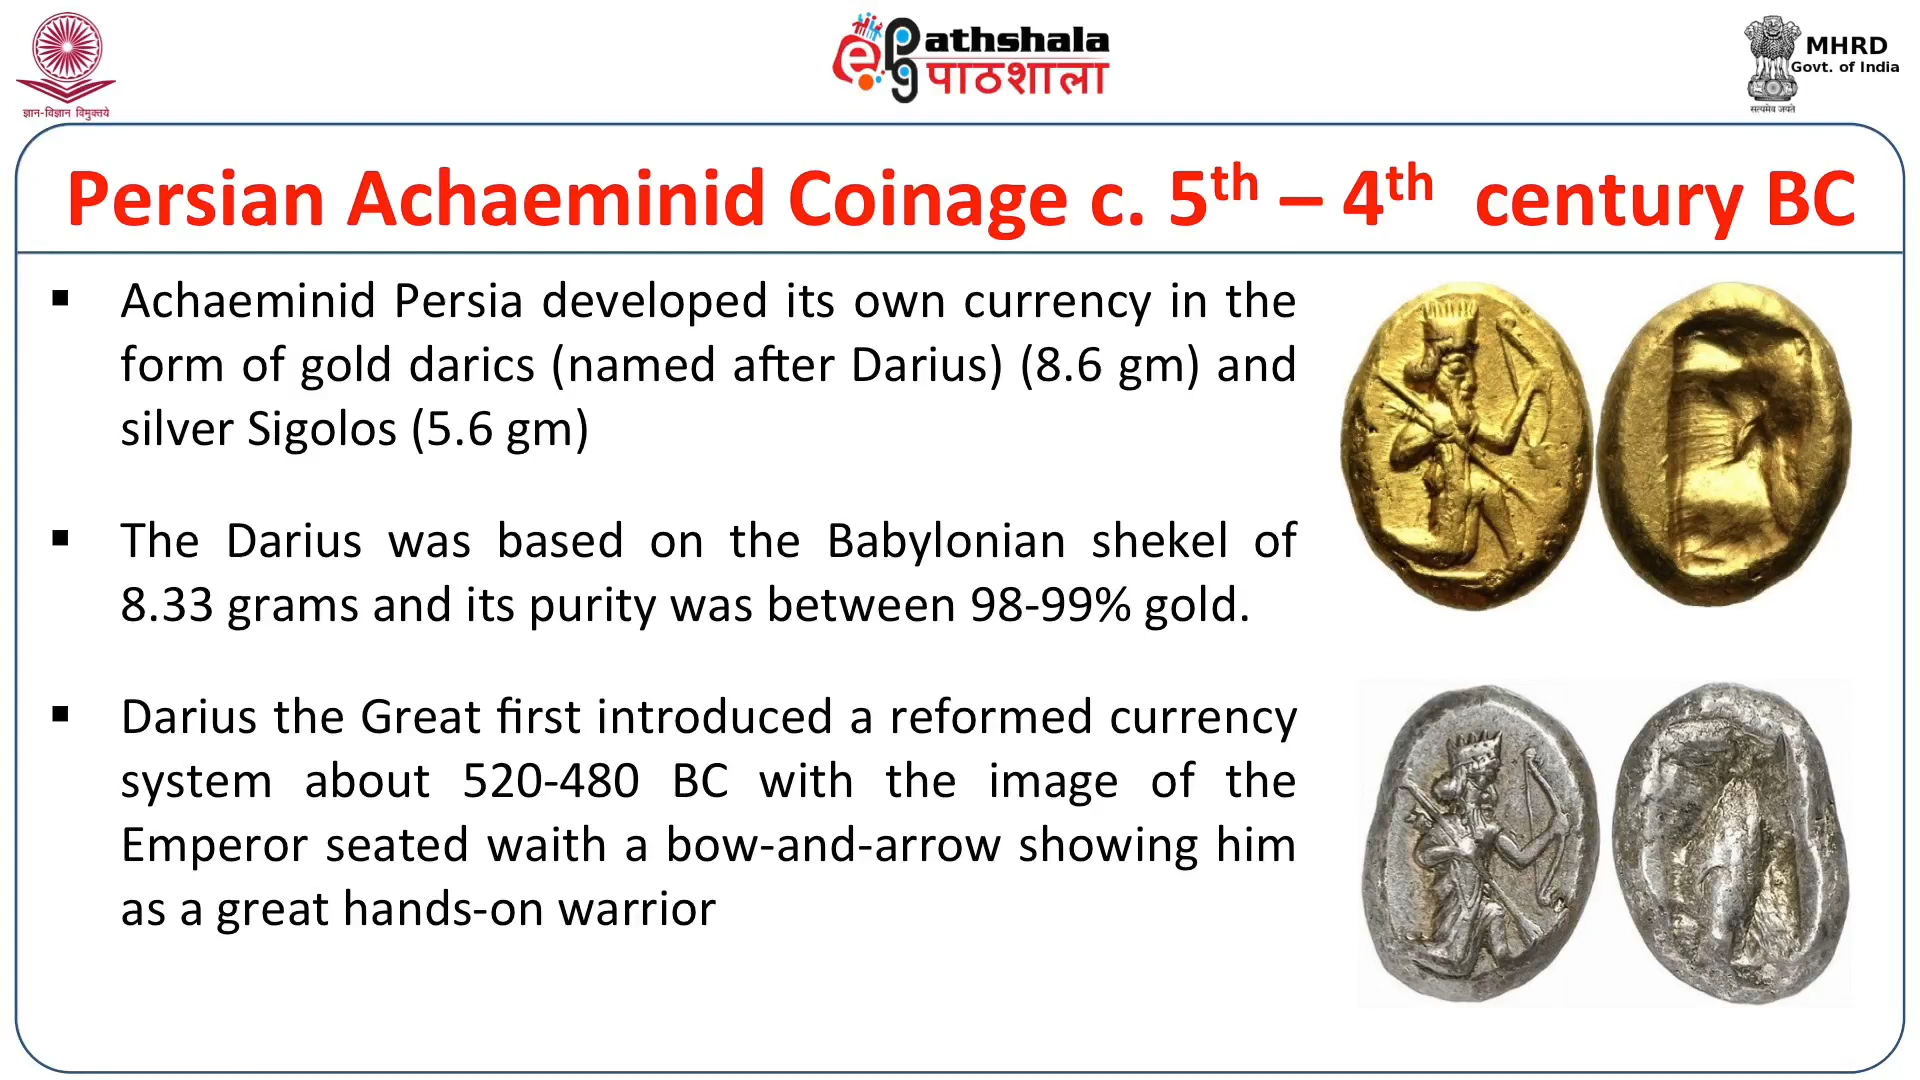 ज्ञान-विज्ञान विमुक्तये
ePG Pathshala
पाठशाला
MHRD
Govt. of India
सत्यमेव जयते
Persian Achaeminid Coinage c. 5th – 4th century BC
▪ Achaeminid Persia developed its own currency in the
form of gold darics (named after Darius) (8.6 gm) and
silver Sigolos (5.6 gm)
▪ The Darius was based on the Babylonian shekel of
8.33 grams and its purity was between 98-99% gold.
▪ Darius the Great first introduced a reformed currency
system about 520-480 BC with the image of the
Emperor seated waith a bow-and-arrow showing him
as a great hands-on warrior